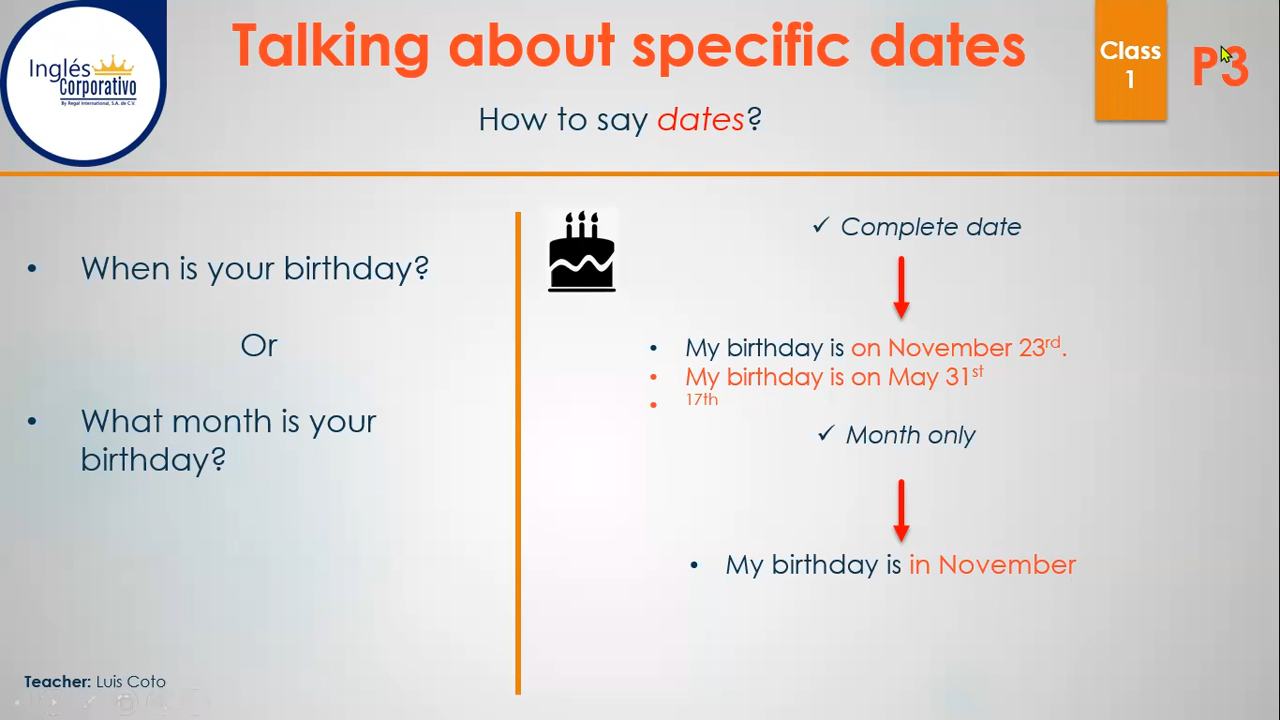 Inglés
Corporativo
By Regal International, S.A. de C.V.
Talking about specific dates
How to say dates?
Class
1
P3
• When is your birthday?
Or
• What month is your
birthday?
✓ Complete date
• My birthday is on November 23rd.
• My birthday is on May 31st
• 17th
✓ Month only
• My birthday is in November
Teacher: Luis Coto